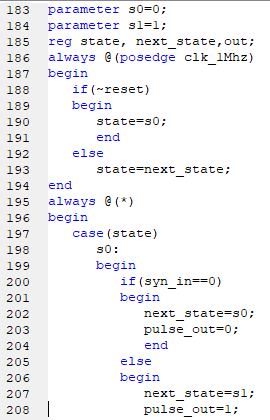 183 parameter s0=0;
184 parameter s1=1;
185 reg state, next_state,out;
186 always @(posedge clk_1Mhz)
187 begin
188 if(~reset)
189 begin
190 state=s0;
191 end
192 else
193 state=next_state;
194 end
195 always @(*)
196 begin
197 case(state)
198 s0:
199 begin
200 if(syn_in==0)
201 begin
202 next_state=s0;
203 pulse_out=0;
204 end
205 else
206 begin
207 next_state=s1;
208 pulse_out=1;